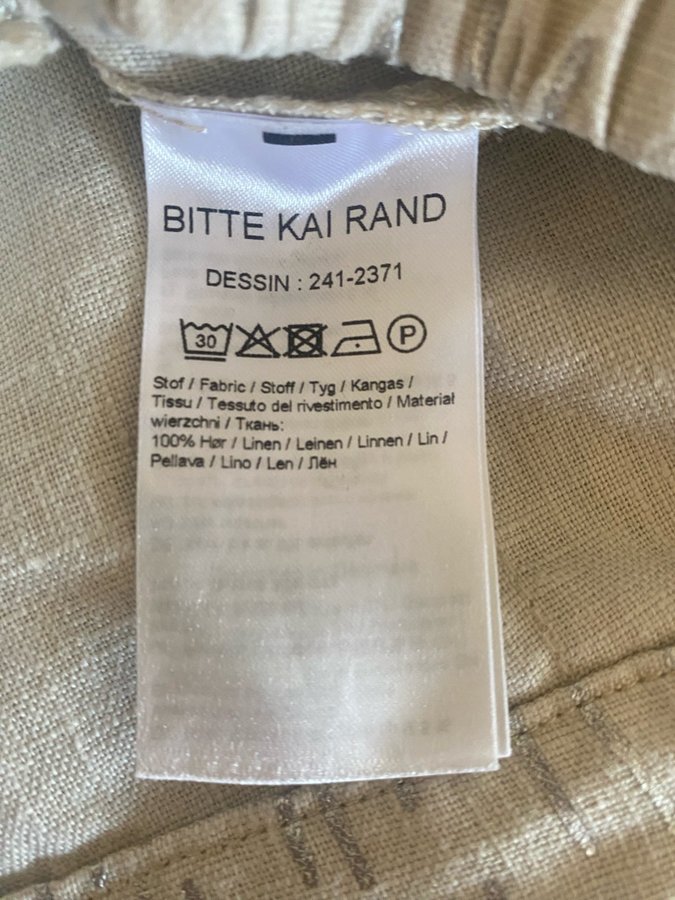 BITTE KAI RAND
DESSIN : 241-2371
30 P
Stof / Fabric / Stoff / Tyg / Kangas /
Tissu / Tessuto del rivestimento / Materiał
wierzchni / Ткань:
100% Hør / Linen / Leinen / Linnen / Lin /
Pellava / Lino / Len / Лён